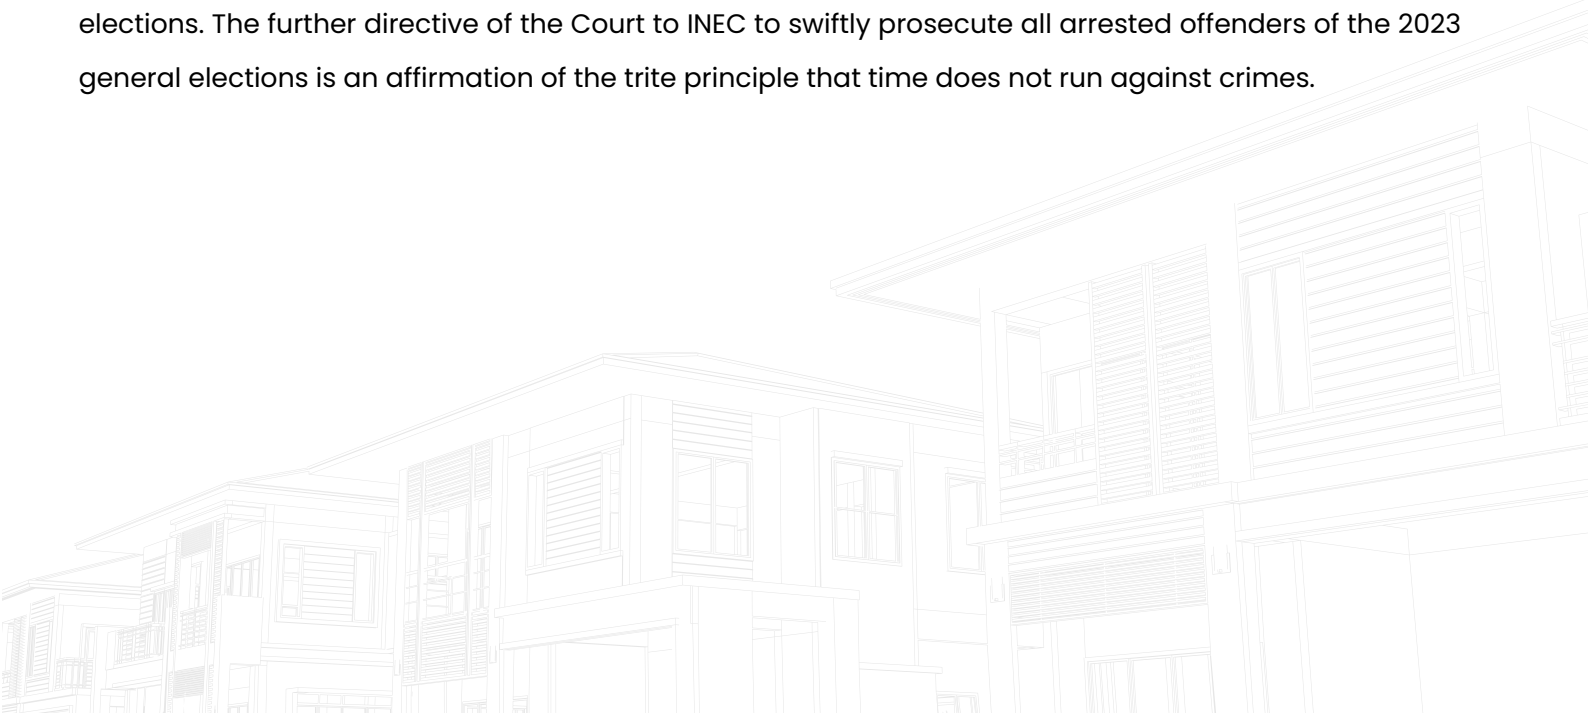 elections. The further directive of the Court to INEC to swiftly prosecute all arrested offenders of the 2023
general elections is an affirmation of the trite principle that time does not run against crimes.